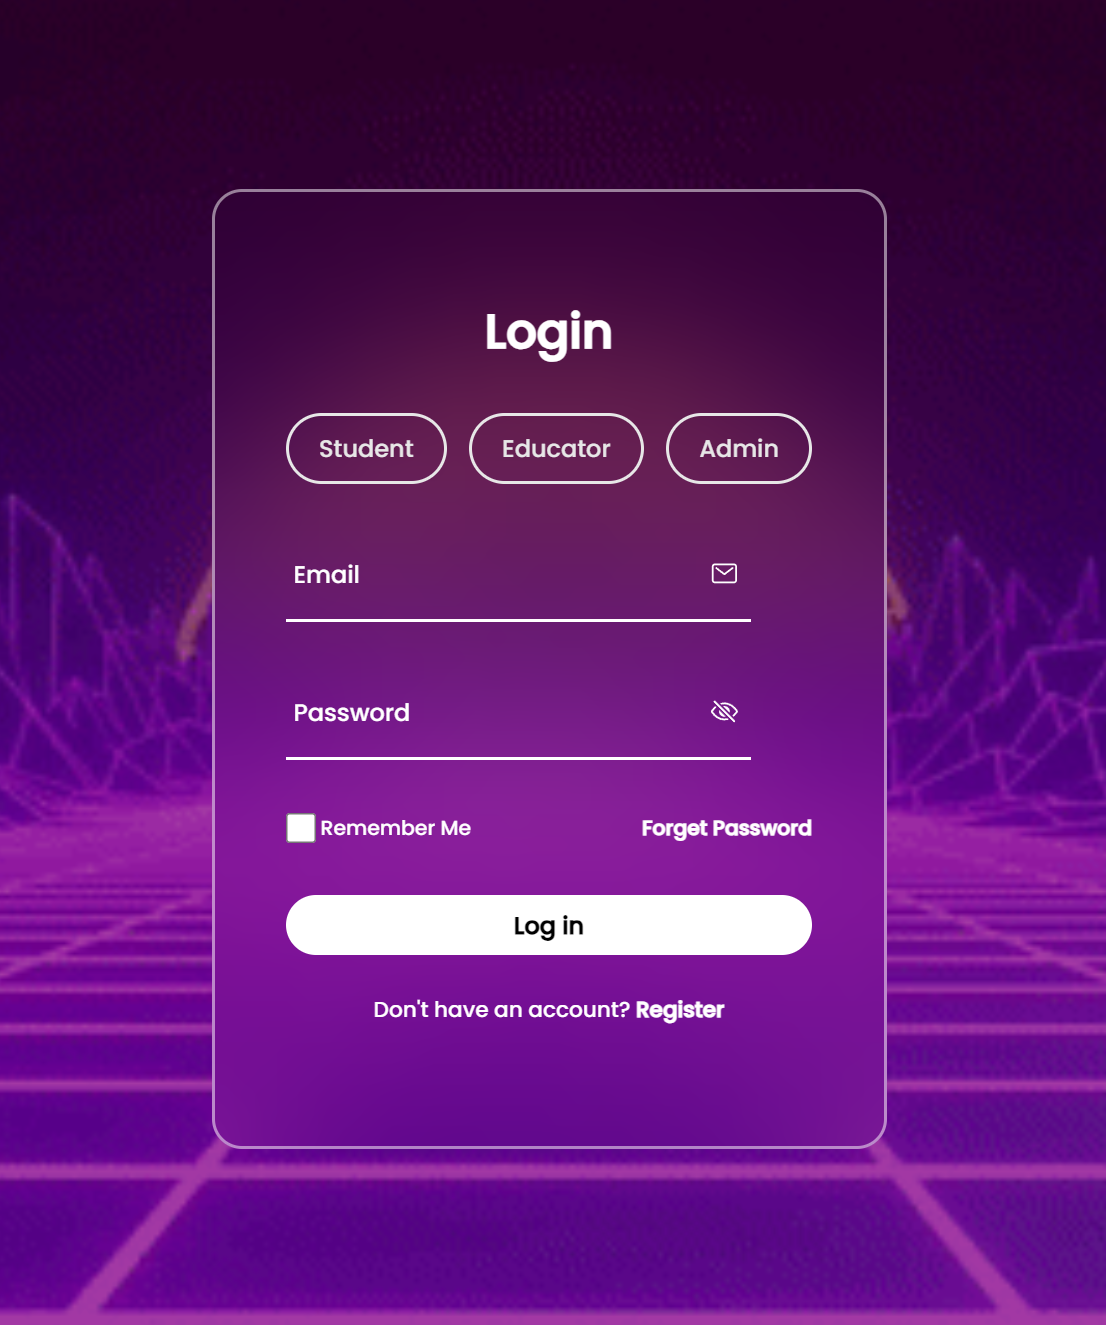 Login
Student Educator Admin
Email
Password
Remember Me Forget Password
Log in
Don't have an account? Register